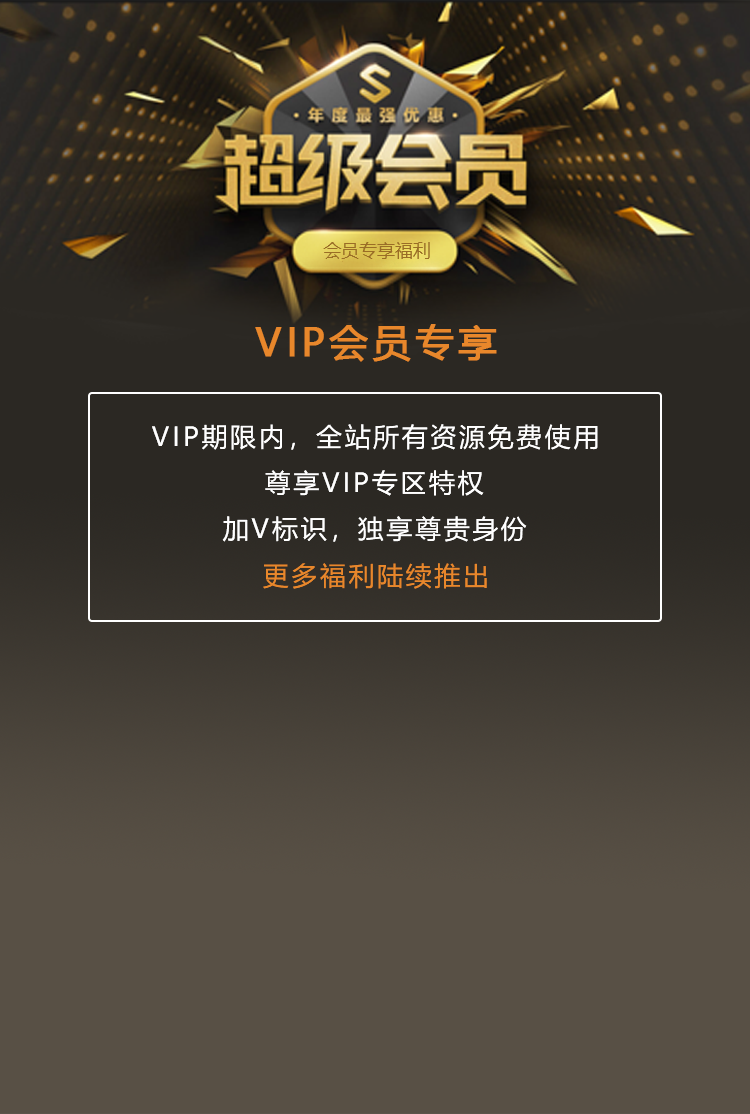 ·年度最强优惠·
超级会员
会员专享福利
VIP会员专享
VIP期限内，全站所有资源免费使用
尊享VIP专区特权
加V标识，独享尊贵身份
更多福利陆续推出